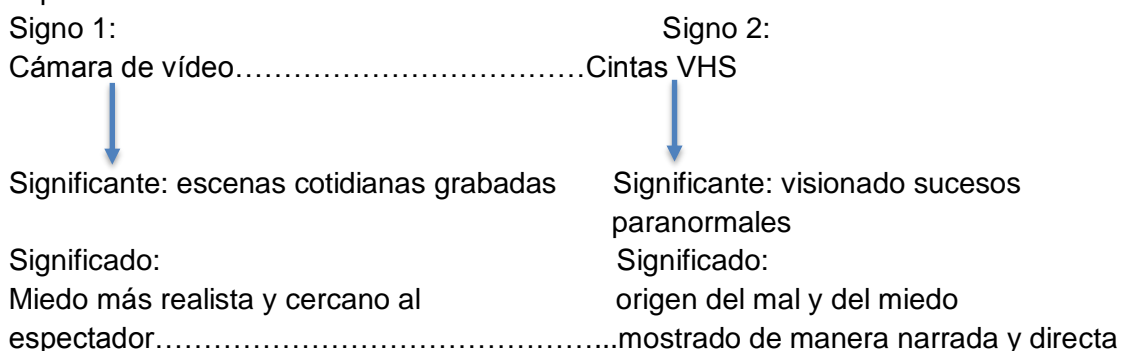 Signo 1: Signo 2:
Cámara de vídeo………………………………Cintas VHS
Significante: escenas cotidianas grabadas Significante: visionado sucesos
paranormales
Significado: Significado:
Miedo más realista y cercano al origen del mal y del miedo
espectador………………………………………...mostrado de manera narrada y directa